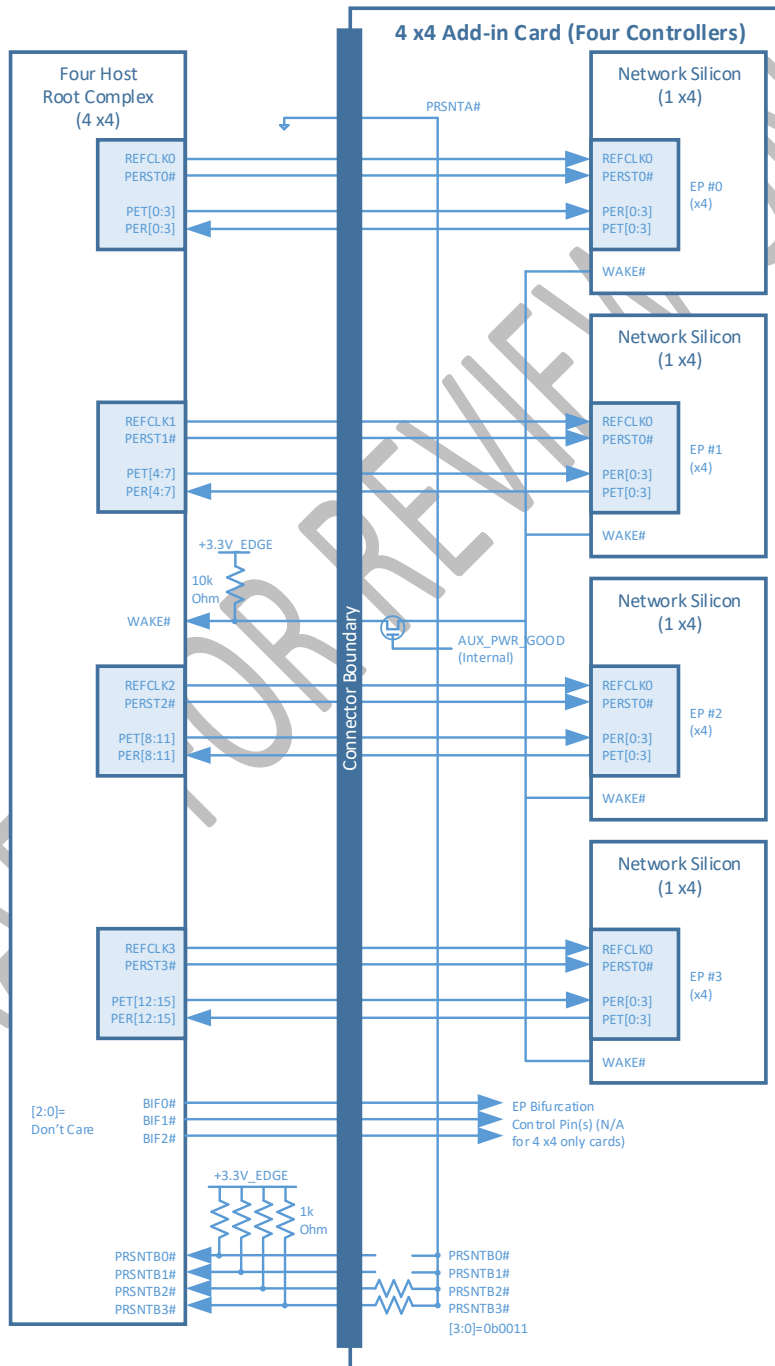 4 x4 Add-in Card (Four Controllers)
Four Host
Root Complex
(4 x4)
Network Silicon
(1 x4)
PRSNTA#
REFCLK0
PERST0#
PET[0:3]
PER[0:3]
REFCLK0
PERST0#
PER[0:3]
PET[0:3]
EP #0
(x4)
WAKE#
Network Silicon
(1 x4)
REFCLK1
PERST1#
PET[4:7]
PER[4:7]
REFCLK0
PERST0#
PER[0:3]
PET[0:3]
EP #1
(x4)
WAKE#
+3.3V_EDGE
10k
Ohm
WAKE#
Connector Boundary
AUX_PWR_GOOD
(Internal)
Network Silicon
(1 x4)
REFCLK2
PERST2#
PET[8:11]
PER[8:11]
REFCLK0
PERST0#
PER[0:3]
PET[0:3]
EP #2
(x4)
WAKE#
Network Silicon
(1 x4)
REFCLK3
PERST3#
PET[12:15]
PER[12:15]
REFCLK0
PERST0#
PER[0:3]
PET[0:3]
EP #3
(x4)
WAKE#
[2:0]=
Don't Care
BIF0#
BIF1#
BIF2#
EP Bifurcation
Control Pin(s) (N/A
for 4 x4 only cards)
+3.3V_EDGE
1k
Ohm
PRSNTB0#
PRSNTB1#
PRSNTB2#
PRSNTB3#
PRSNTB0#
PRSNTB1#
PRSNTB2#
PRSNTB3#
[3:0]=0b0011
FOR REVIEW